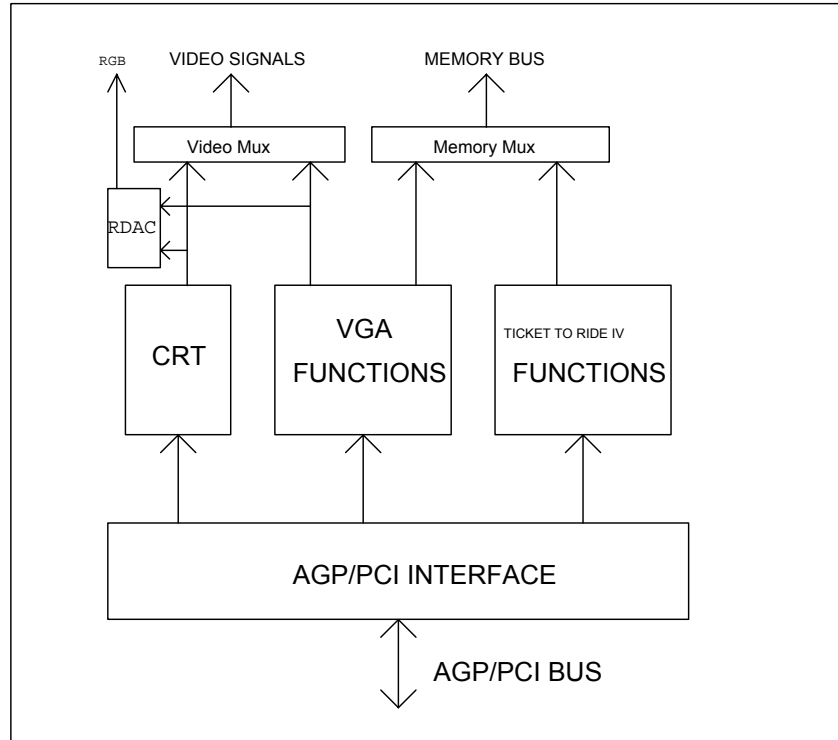 RGB
VIDEO SIGNALS
MEMORY BUS
Video Mux
Memory Mux
RDAC
CRT
VGA
FUNCTIONS
TICKET TO RIDE IV
FUNCTIONS
AGP/PCI INTERFACE
AGP/PCI BUS